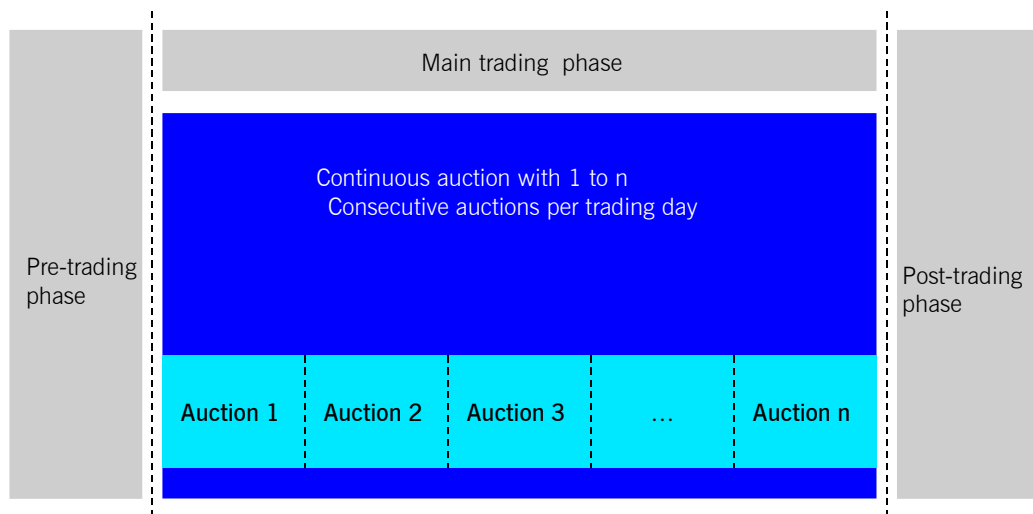 Main trading phase
Continuous auction with 1 to n
Consecutive auctions per trading day
Pre-trading
phase
Post-trading
phase
Auction 1
Auction 2
Auction 3
…
Auction n